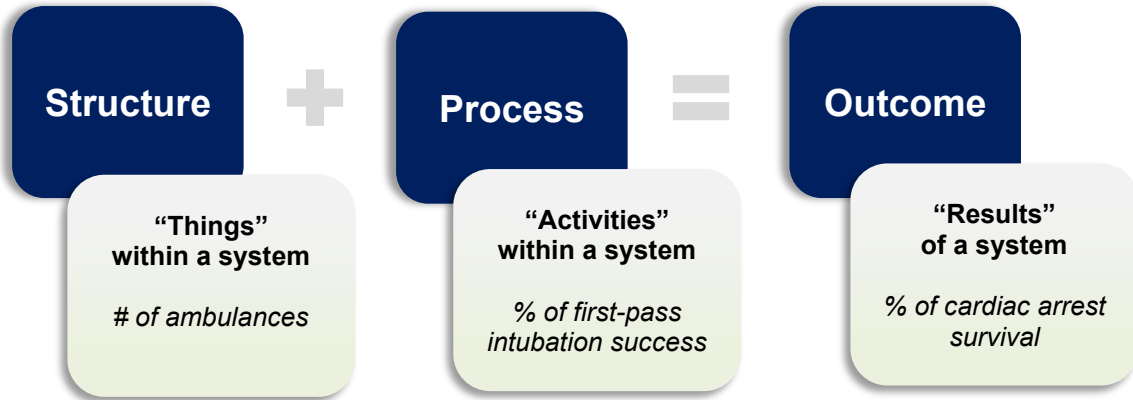 Structure
+
Process
=
Outcome
“Things”
within a system
# of ambulances
“Activities”
within a system
% of first-pass
intubation success
“Results”
of a system
% of cardiac arrest
survival